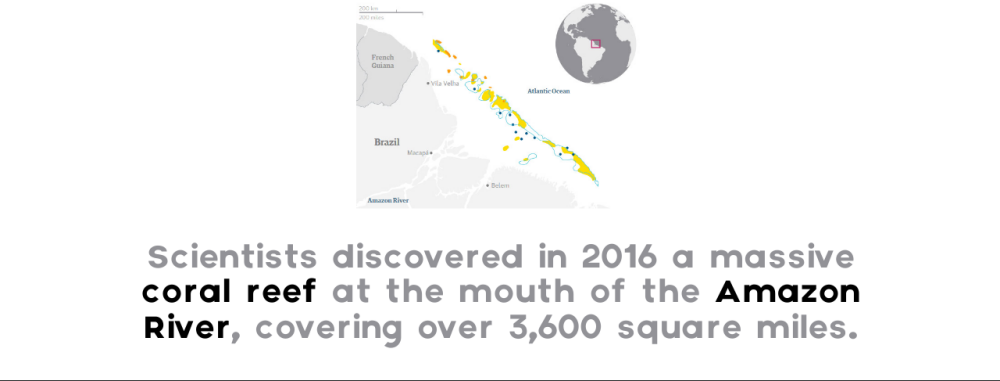 200 km
200 miles
French
Guiana
Vila Velha
Atlantic Ocean
Brazil
Macapá
Belem
Amazon River
Scientists discovered in 2016 a massive
coral reef at the mouth of the Amazon
River, covering over 3,600 square miles.